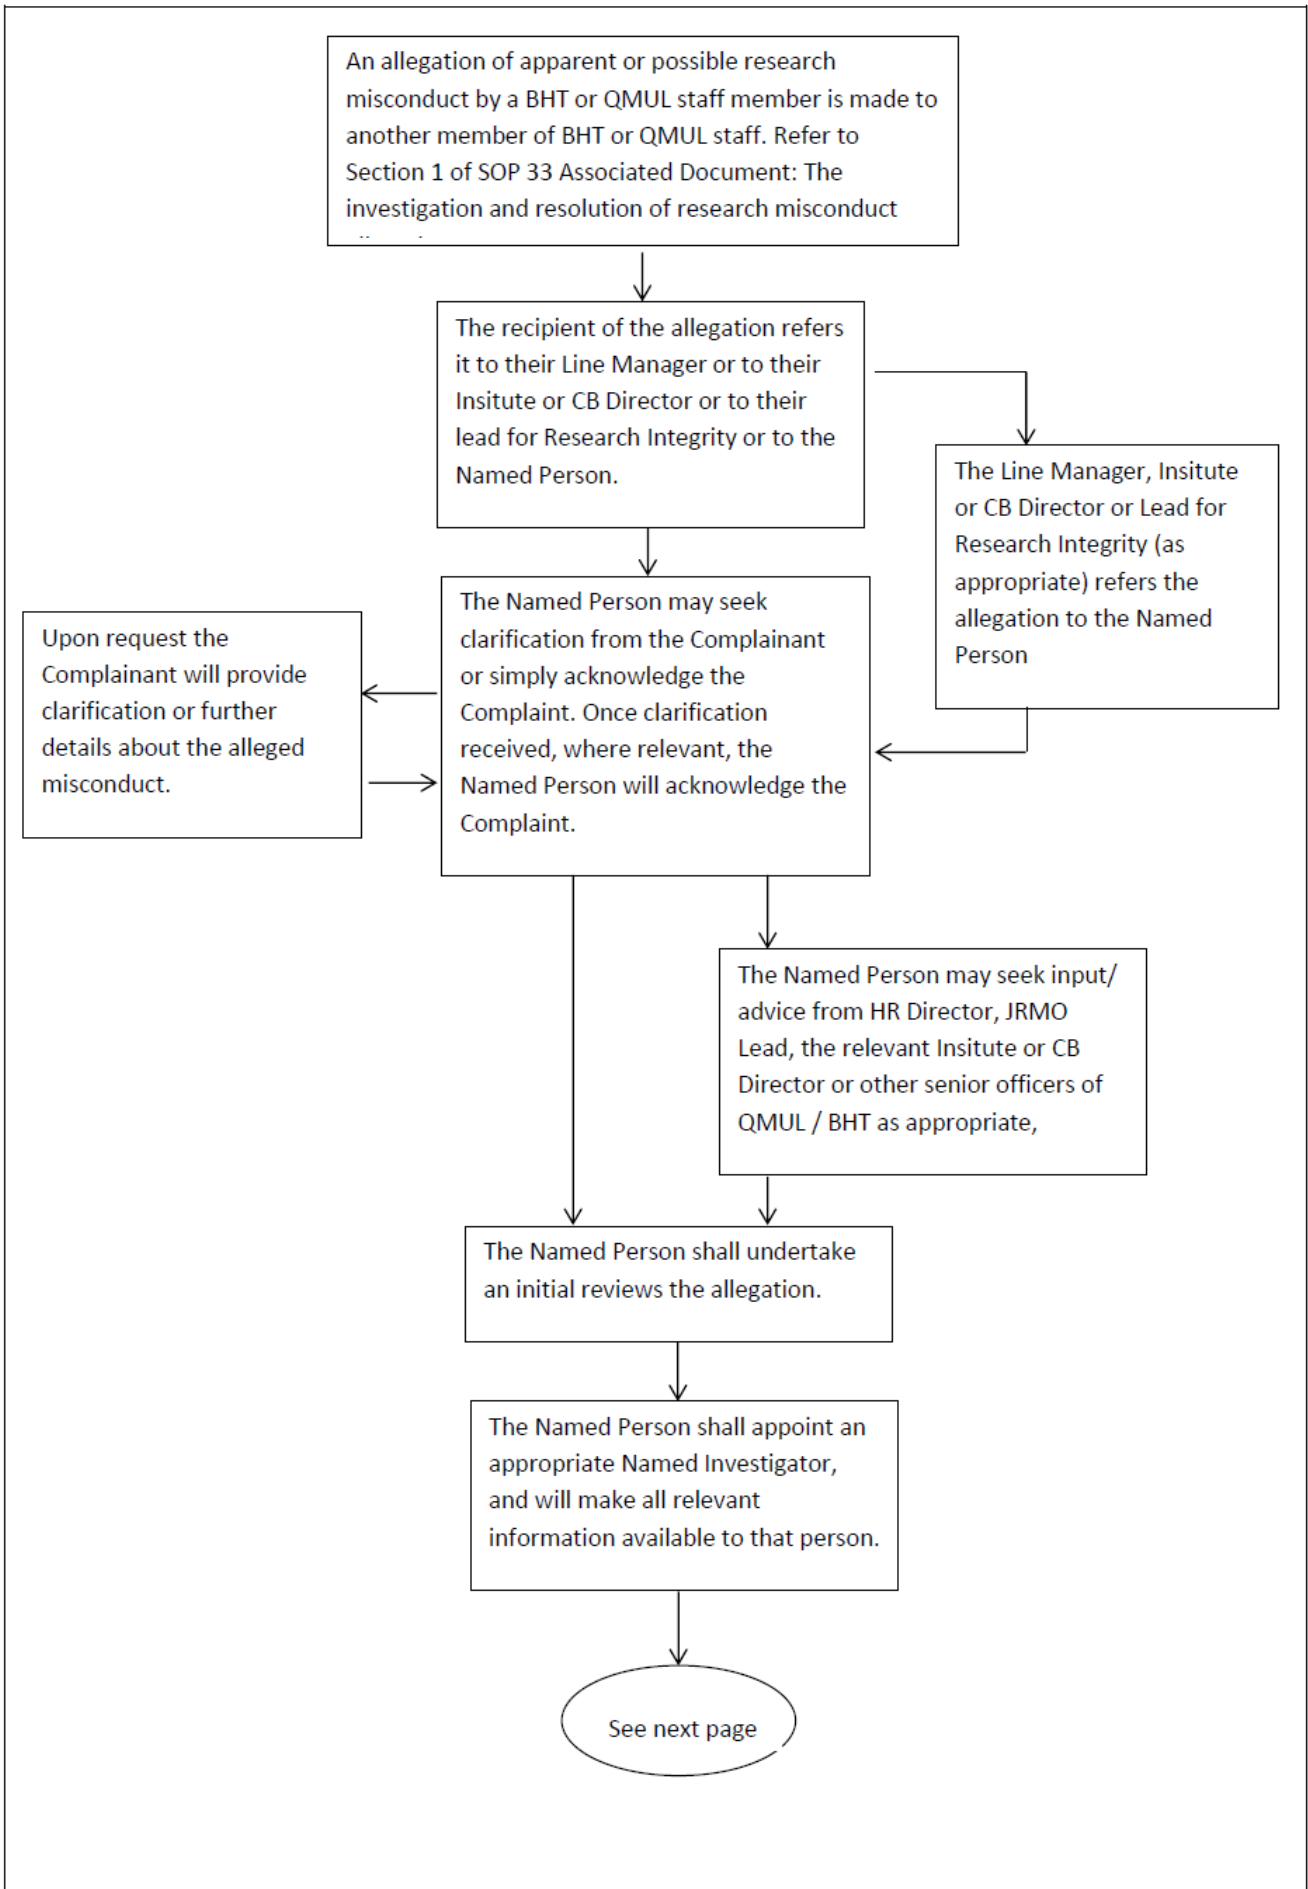 An allegation of apparent or possible research
misconduct by a BHT or QMUL staff member is made to
another member of BHT or QMUL staff. Refer to
Section 1 of SOP 33 Associated Document: The
investigation and resolution of research misconduct
The recipient of the allegation refers
it to their Line Manager or to their
Insitute or CB Director or to their
lead for Research Integrity or to the
Named Person.
The Line Manager, Insitute
or CB Director or Lead for
Research Integrity (as
appropriate) refers the
allegation to the Named
Person
The Named Person may seek
clarification from the Complainant
or simply acknowledge the
Complaint. Once clarification
received, where relevant, the
Named Person will acknowledge the
Complaint.
Upon request the
Complainant will provide
clarification or further
details about the alleged
misconduct.
The Named Person may seek input/
advice from HR Director, JRMO
Lead, the relevant Insitute or CB
Director or other senior officers of
QMUL / BHT as appropriate,
The Named Person shall undertake
an initial reviews the allegation.
The Named Person shall appoint an
appropriate Named Investigator,
and will make all relevant
information available to that person.
See next page